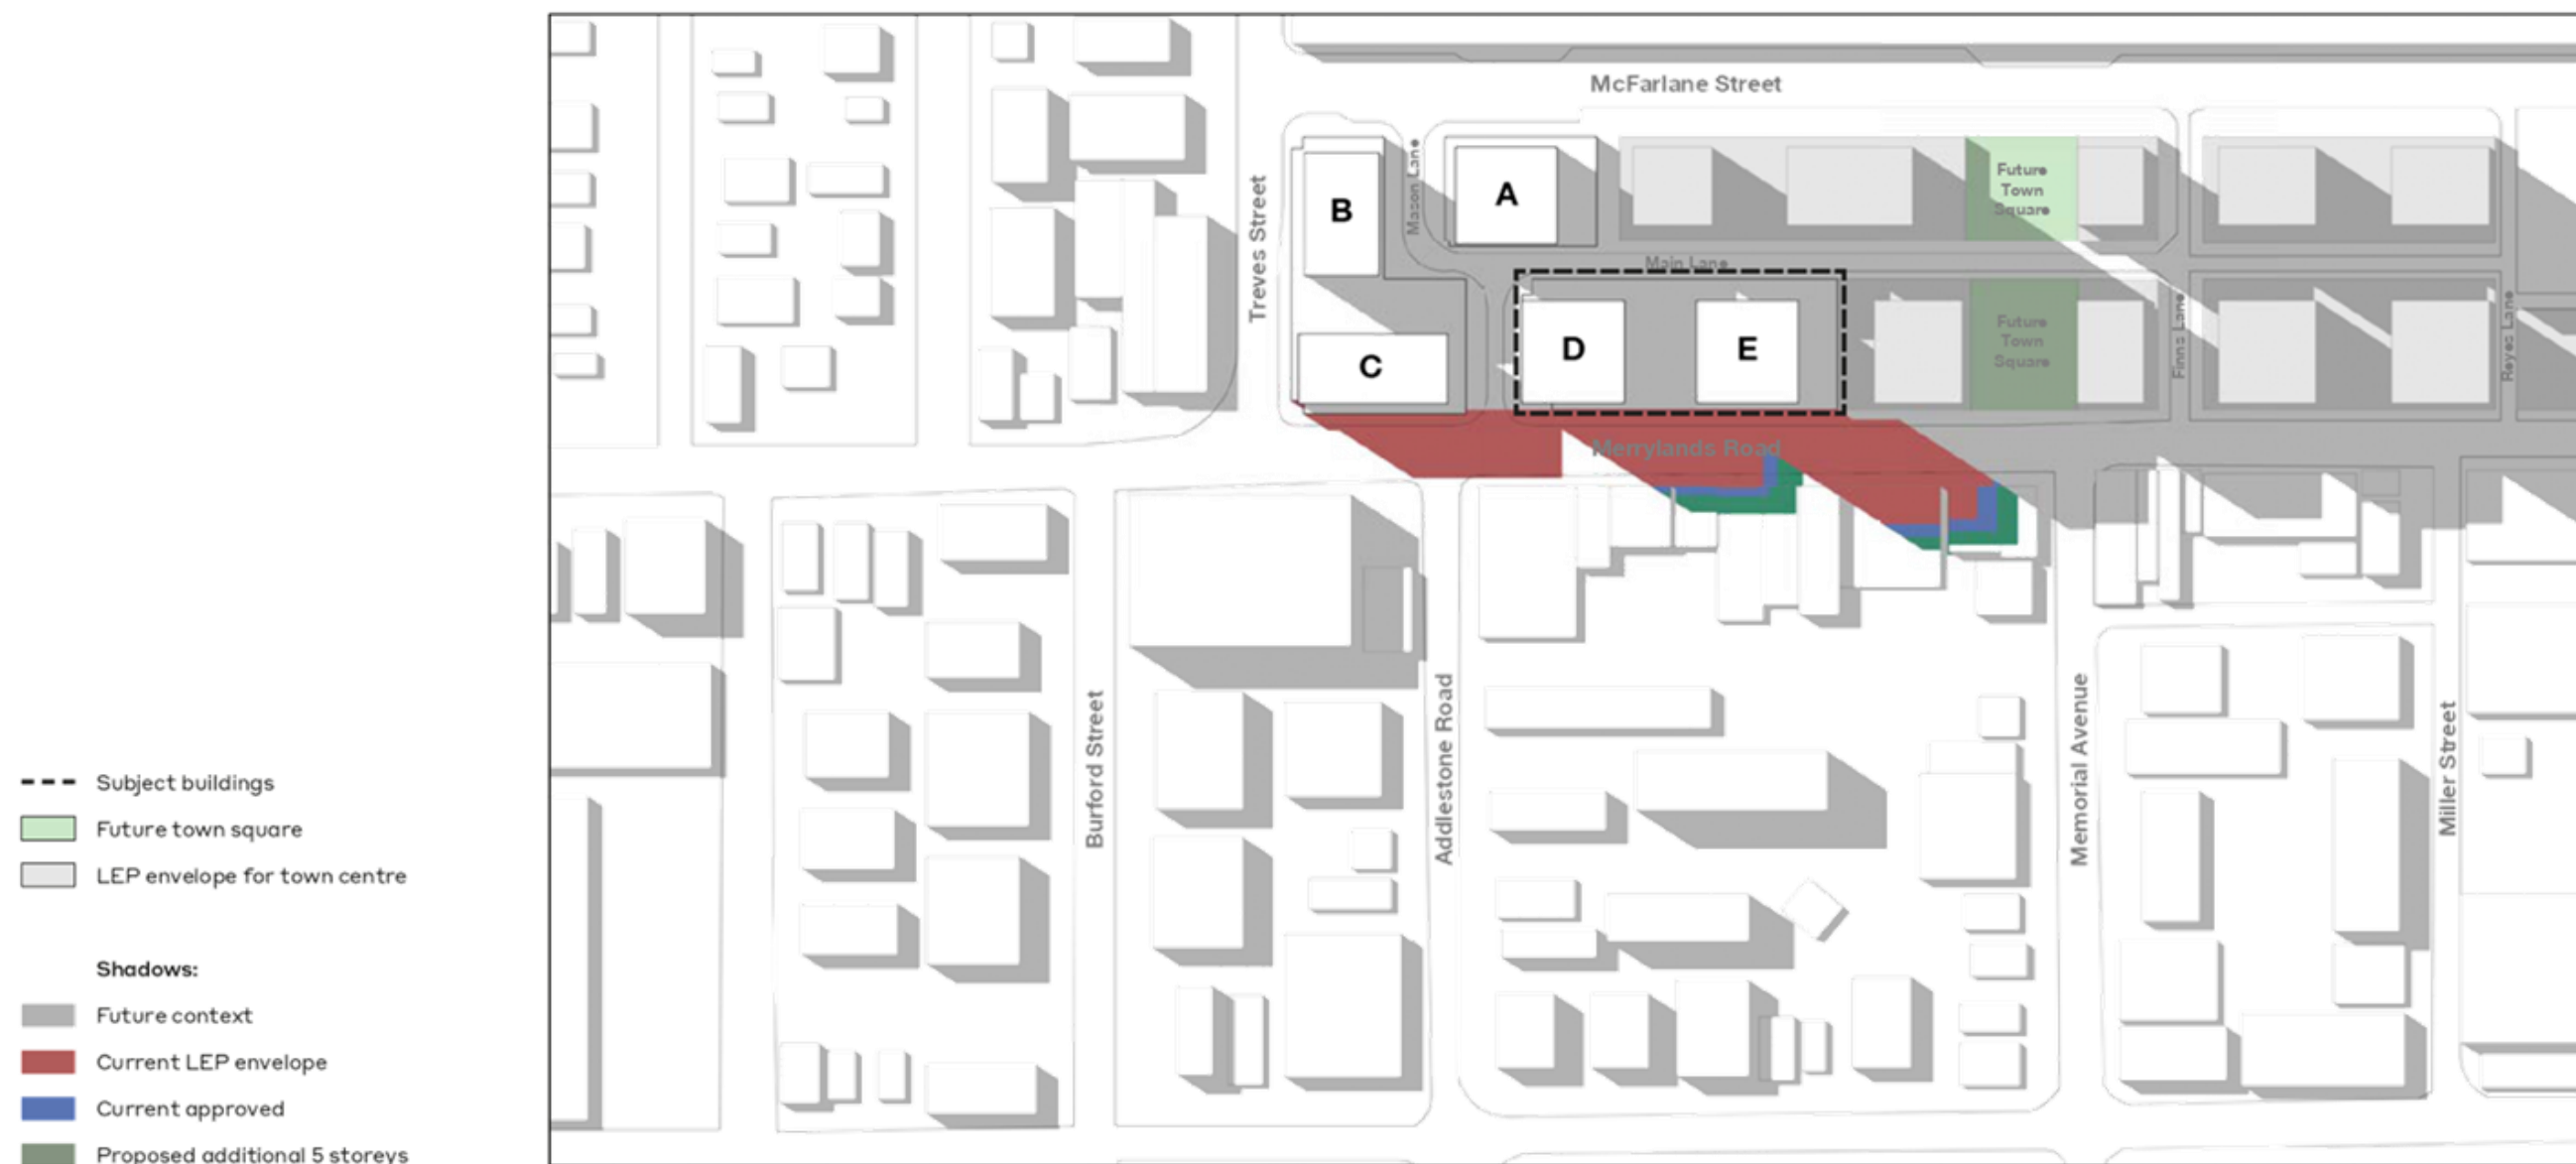 McFarlane Street
Treves Street
Mason Lane
B
A
Future
Town
Square
Main Lane
C
D
E
Future
Town
Square
Finns Lane
Reyes Lane
Merrylands Road
Burford Street
Addlestone Road
Memorial Avenue
Miller Street
Subject buildings
Future town square
LEP envelope for town centre
Shadows:
Future context
Current LEP envelope
Current approved
Proposed additional 5 storeys